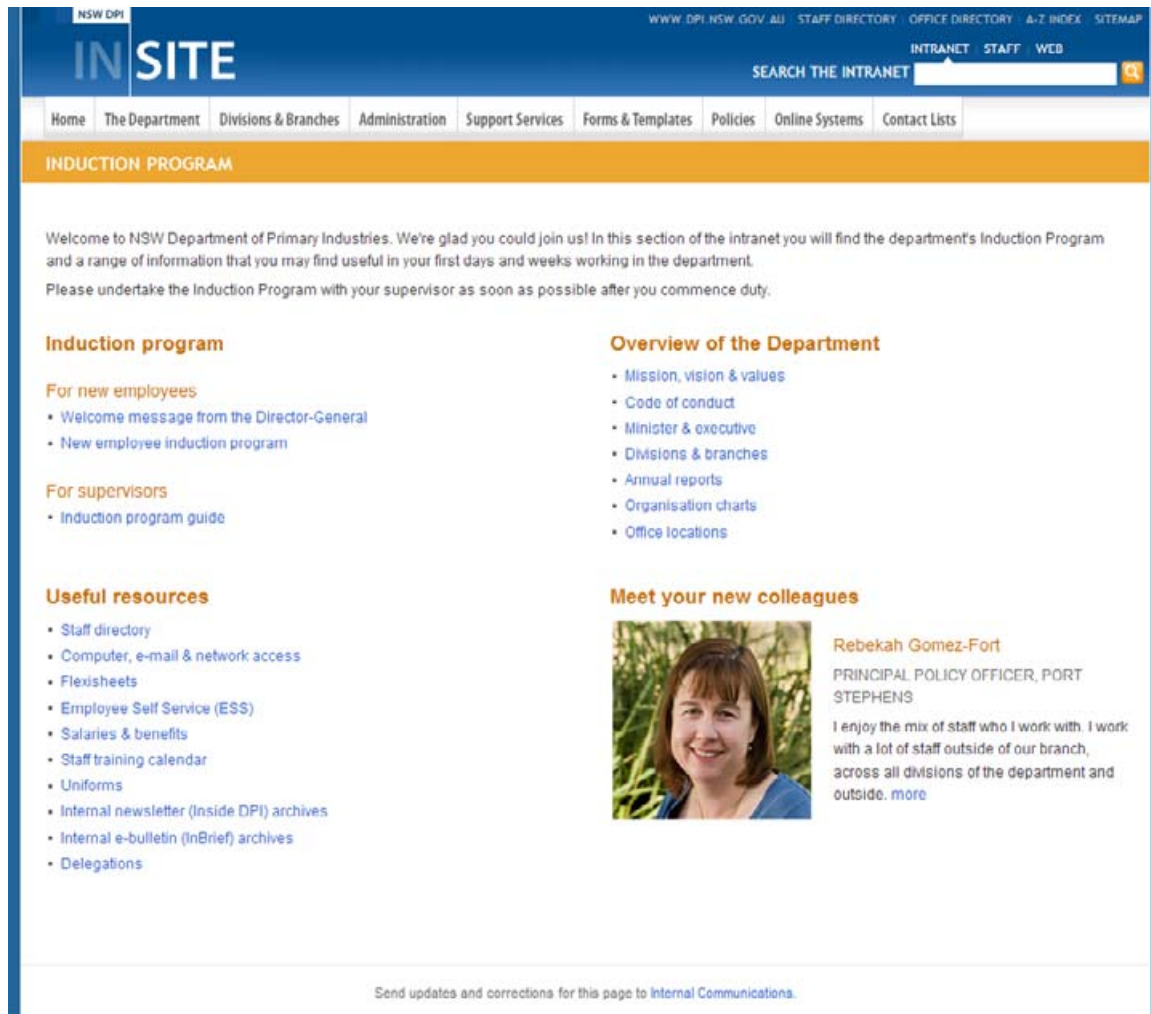 NSW DPI
WWW.DPI.NSW.GOV.AU STAFF DIRECTORY OFFICE DIRECTORY A-Z INDEX SITEMAP
INSITE
INTRANET STAFF WEB
SEARCH THE INTRANET
Home The Department Divisions & Branches Administration Support Services Forms & Templates Policies Online Systems Contact Lists
INDUCTION PROGRAM
Welcome to NSW Department of Primary Industries. We're glad you could join us! In this section of the intranet you will find the department's Induction Program
and a range of information that you may find useful in your first days and weeks working in the department.
Please undertake the Induction Program with your supervisor as soon as possible after you commence duty.
Induction program
For new employees
▪ Welcome message from the Director-General
▪ New employee induction program
For supervisors
▪ Induction program guide
Overview of the Department
▪ Mission, vision & values
▪ Code of conduct
▪ Minister & executive
▪ Divisions & branches
▪ Annual reports
▪ Organisation charts
▪ Office locations
Useful resources
▪ Staff directory
▪ Computer, e-mail & network access
▪ Flexisheets
▪ Employee Self Service (ESS)
▪ Salaries & benefits
▪ Staff training calendar
▪ Uniforms
▪ Internal newsletter (Inside DPI) archives
▪ Internal e-bulletin (InBrief) archives
▪ Delegations
Meet your new colleagues
Rebekah Gomez-Fort
PRINCIPAL POLICY OFFICER, PORT
STEPHENS
I enjoy the mix of staff who I work with. I work
with a lot of staff outside of our branch,
across all divisions of the department and
outside. more
Send updates and corrections for this page to Internal Communications.